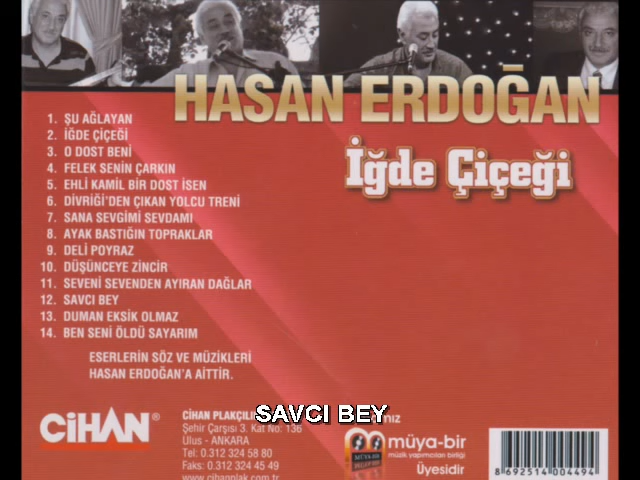 HASAN ERDOĞAN
İğde Çiçeği
1. ŞU AĞLAYAN
2. İĞDE ÇİÇEĞİ
3. O DOST BENİ
4. FELEK SENİN ÇARKIN
5. EHLİ KAMİL BİR DOST İSEN
6. DİVRİĞİ'DEN ÇIKAN YOLCU TRENİ
7. SANA SEVGİMİ SEVDAMI
8. AYAK BASTIĞIN TOPRAKLAR
9. DELİ POYRAZ
10. DÜŞÜNCEYE ZİNCİR
11. SEVENİ SEVENDEN AYIRAN DAĞLAR
12. SAVCI BEY
13. DUMAN EKSİK OLMAZ
14. BEN SENİ ÖLDÜ SAYARIM
ESERLERİN SÖZ VE MÜZİKLERİ
HASAN ERDOĞAN'A AİTTİR.
CİHAN®
CİHAN
Şehir Çarşısı 3. Kat No: 136
Ulus - ANKARA
Tel: 0.312 324 58 80
Faks: 0.312 324 45 49
www.cihanplak.com
SAVCI BEY
müya-bir
müzik yapımcıları birliği
Üyesidir
8 692514 004494